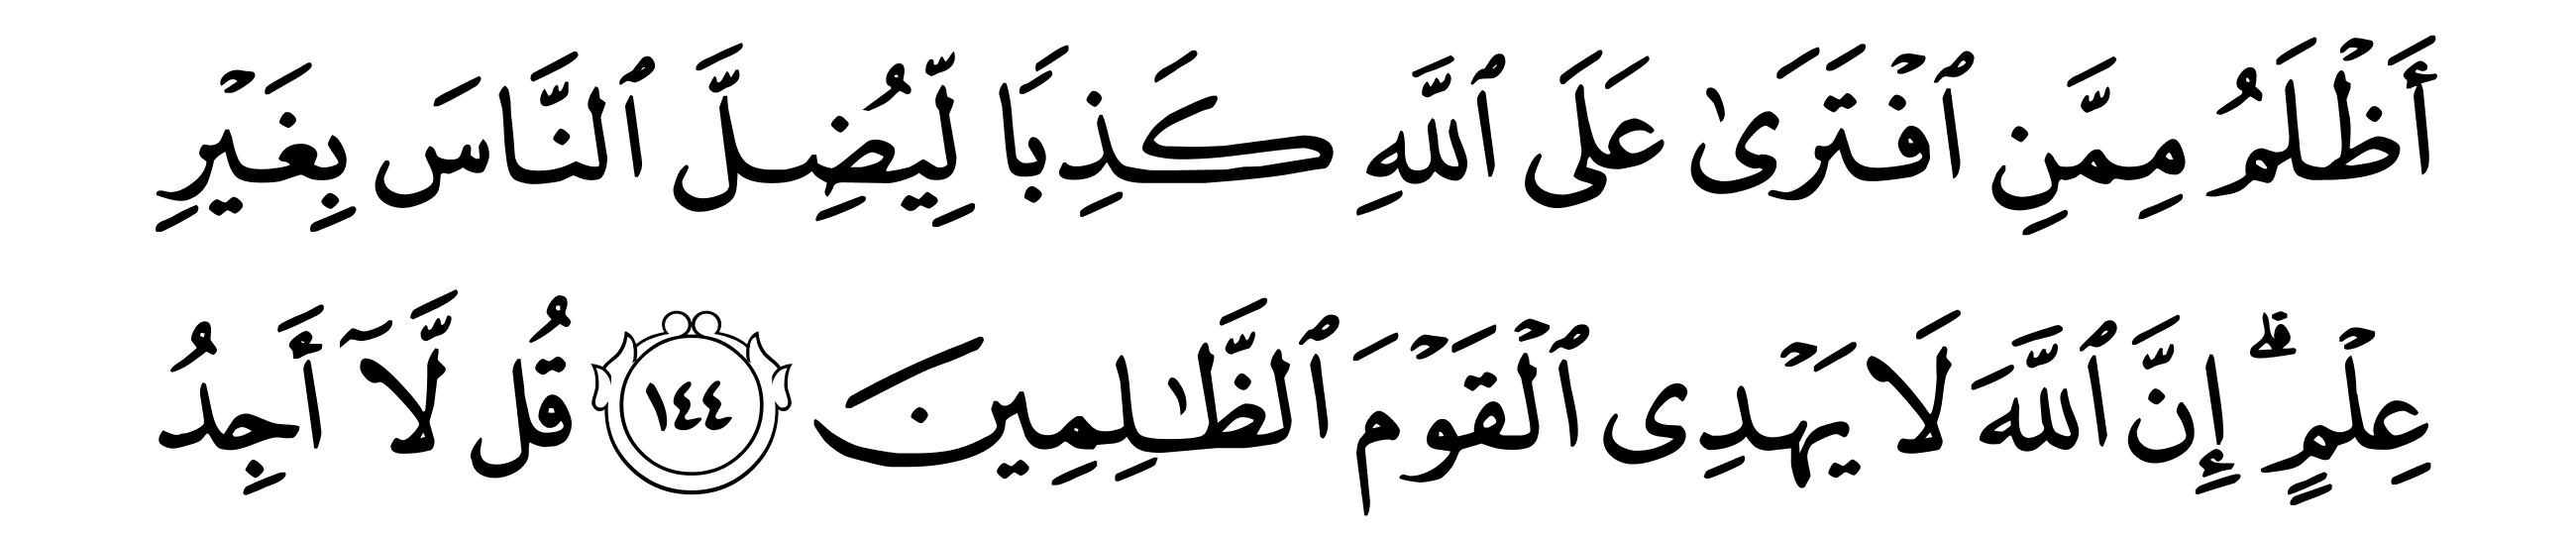 أَظۡلَمُ مِمَّنِ ٱفۡتَرَىٰ عَلَى ٱللَّهِ كَذِبٗا لِّيُضِلَّ ٱلنَّاسَ بِغَيۡرِ
عِلۡمٍۚ إِنَّ ٱللَّهَ لَا يَهۡدِي ٱلۡقَوۡمَ ٱلظَّٰلِمِينَ ١٤٤ قُل لَّآ أَجِدُ